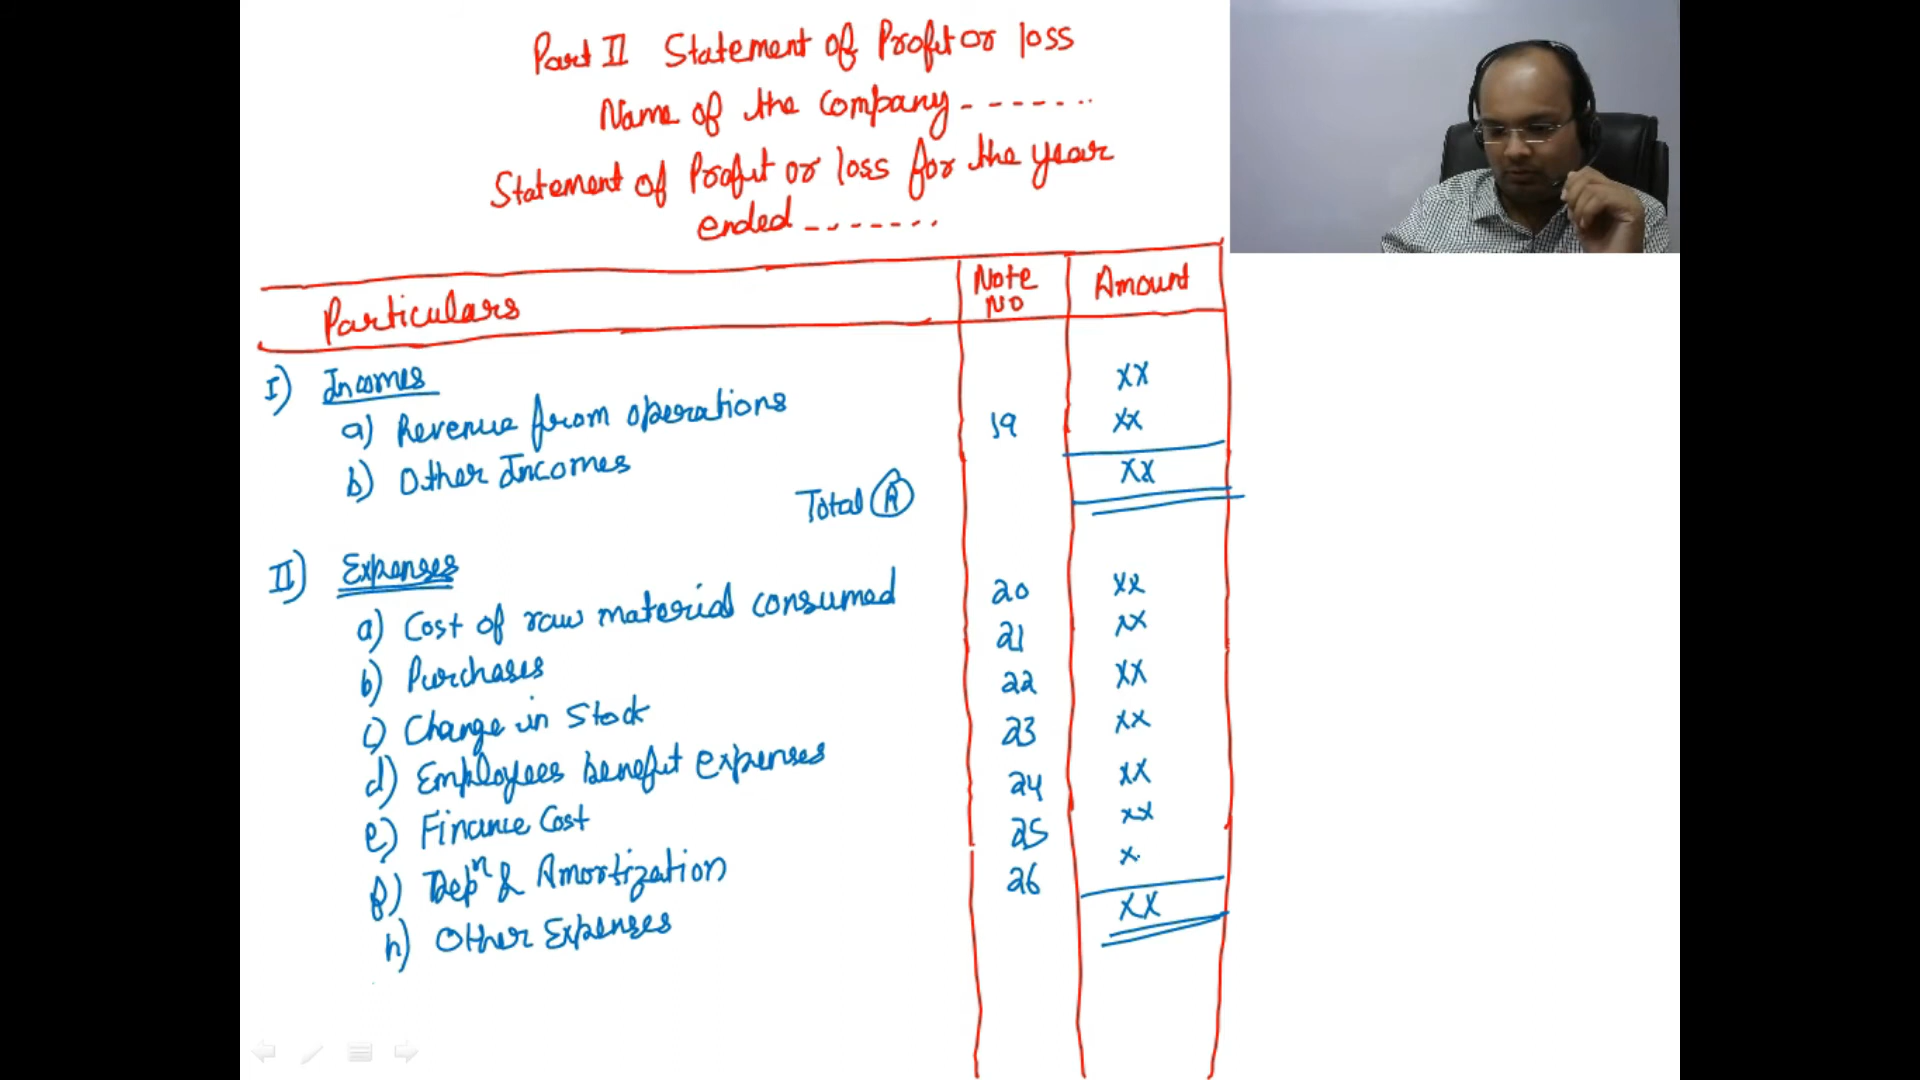 Part II Statement of Profit or loss
Name of the company -------
Statement of Profit or loss for the year
ended -------
Particulars Note No Amount
I) Incomes XX
a) Revenue from operations 19 XX
b) Other Incomes XX
Total A
II) Expenses
a) Cost of raw material consumed 20 XX
b) Purchases 21 XX
c) Change in Stock 22 XX
d) Employees benefit expenses 23 XX
e) Finance Cost 24 XX
f) Depn & Amortization 25 XX
h) Other Expenses 26 X
XX